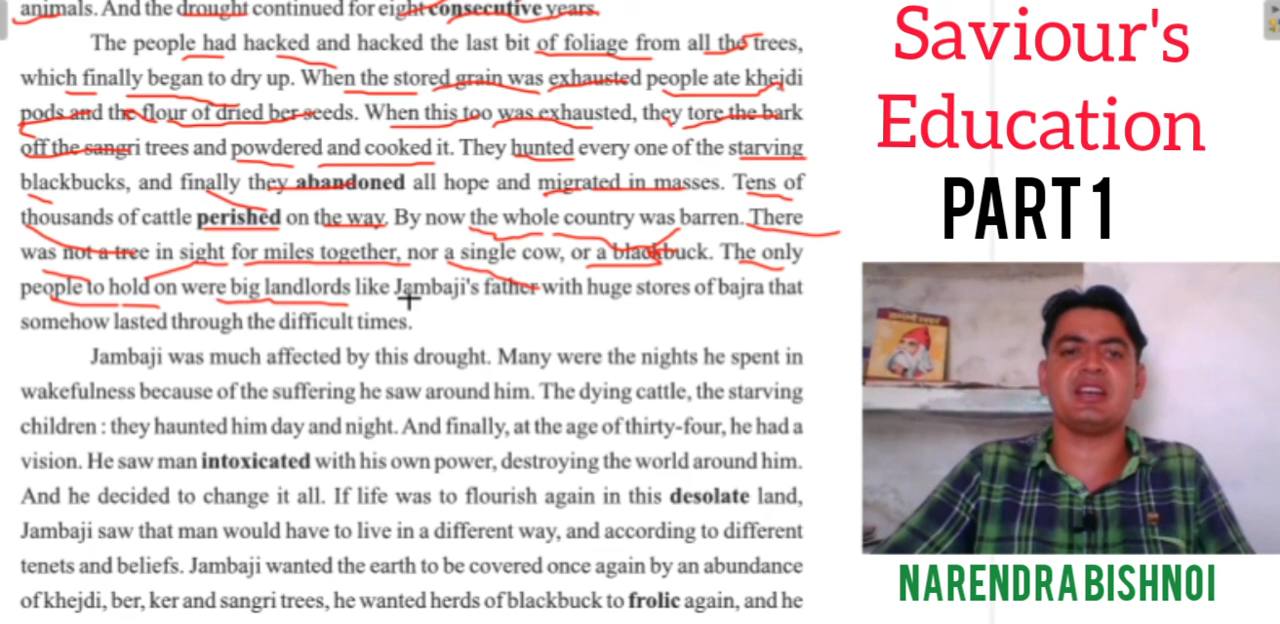 animals. And the drought continued for eight consecutive years.
The people had hacked and hacked the last bit of foliage from all the trees,
which finally began to dry up. When the stored grain was exhausted people ate khejdi
pods and the flour of dried ber seeds. When this too was exhausted, they tore the bark
off the sangri trees and powdered and cooked it. They hunted every one of the starving
blackbucks, and finally they abandoned all hope and migrated in masses. Tens of
thousands of cattle perished on the way. By now the whole country was barren. There
was not a tree in sight for miles together, nor a single cow, or a blackbuck. The only
people to hold on were big landlords like Jambaji's father with huge stores of bajra that
somehow lasted through the difficult times.
Jambaji was much affected by this drought. Many were the nights he spent in
wakefulness because of the suffering he saw around him. The dying cattle, the starving
children : they haunted him day and night. And finally, at the age of thirty-four, he had a
vision. He saw man intoxicated with his own power, destroying the world around him.
And he decided to change it all. If life was to flourish again in this desolate land,
Jambaji saw that man would have to live in a different way, and according to different
tenets and beliefs. Jambaji wanted the earth to be covered once again by an abundance
of khejdi, ber, ker and sangri trees, he wanted herds of blackbuck to frolic again, and he
Saviour's
Education
PART 1
NARENDRA BISHNOI